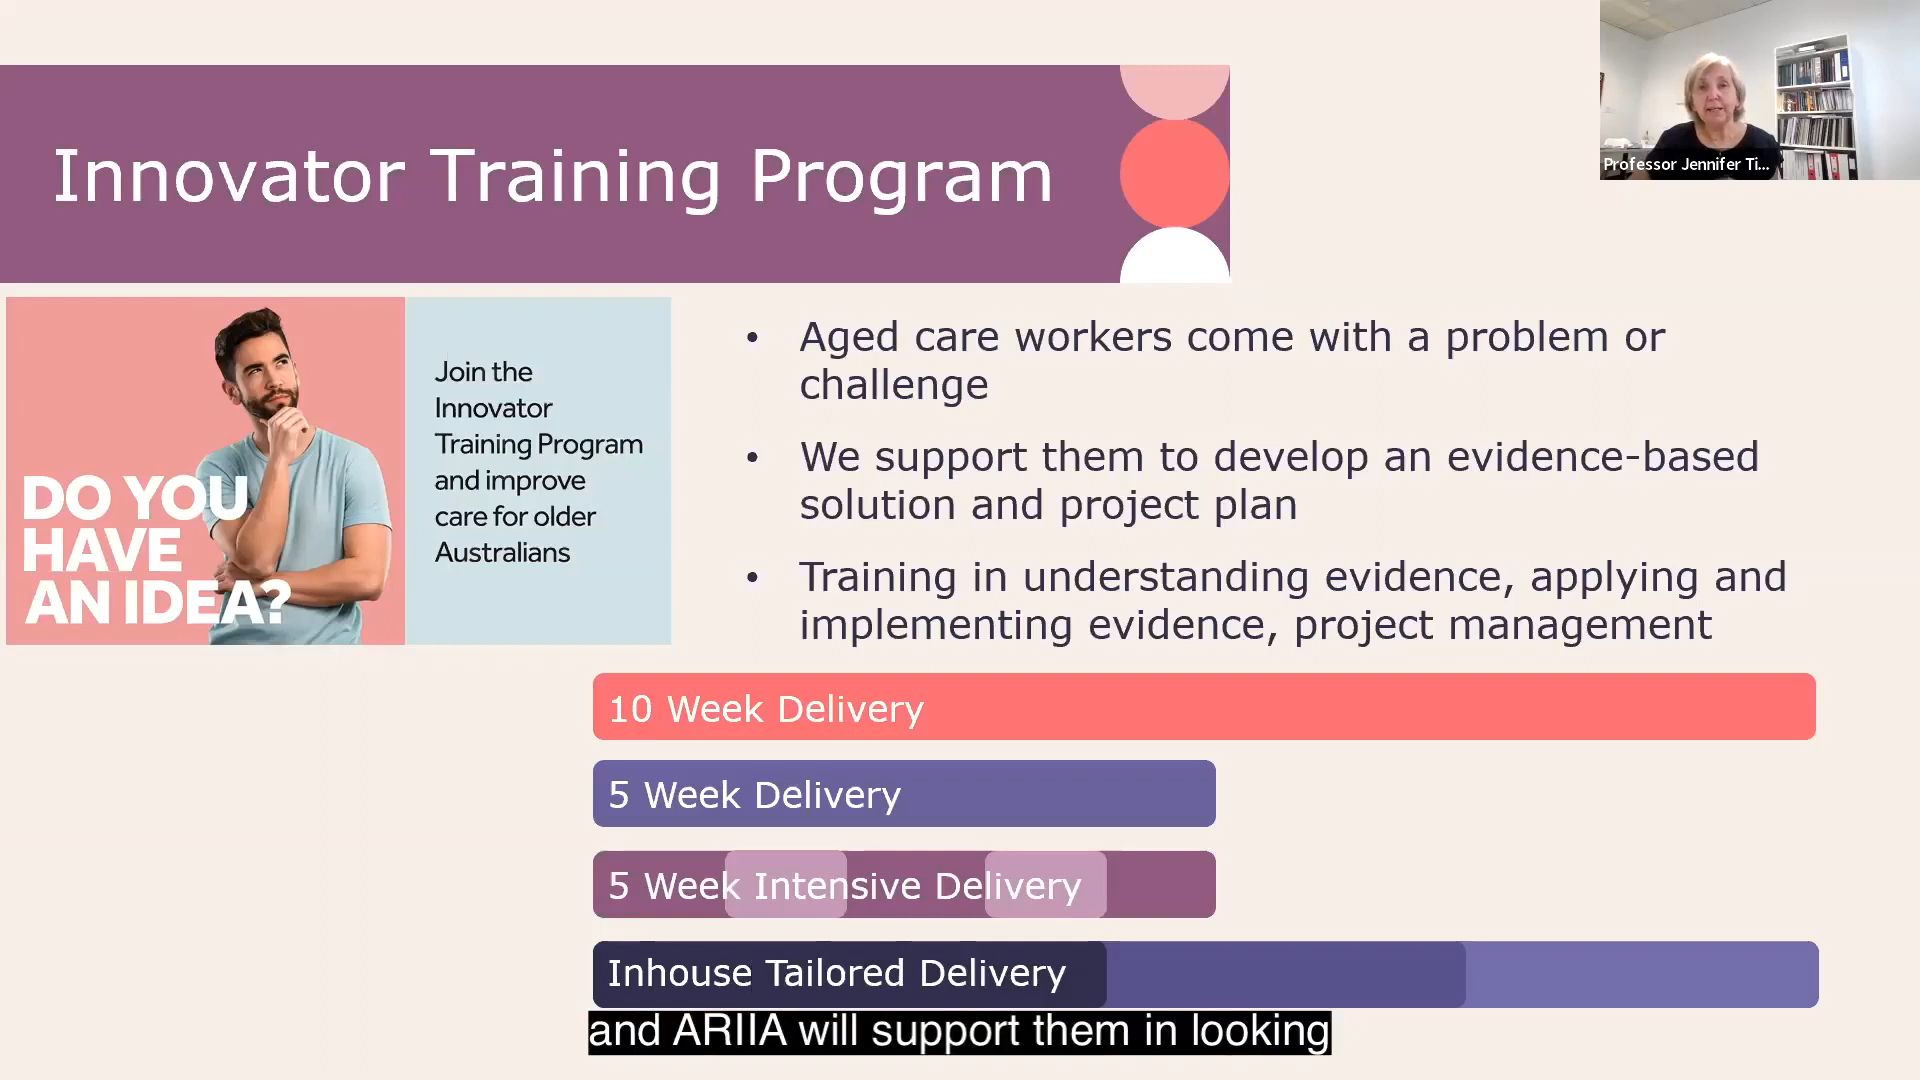 Professor Jennifer Ti...
Innovator Training Program
DO YOU
HAVE
AN IDEA?
Join the
Innovator
Training Program
and improve
care for older
Australians
• Aged care workers come with a problem or
challenge
• We support them to develop an evidence-based
solution and project plan
• Training in understanding evidence, applying and
implementing evidence, project management
10 Week Delivery
5 Week Delivery
5 Week Intensive Delivery
Inhouse Tailored Delivery
and ARIIA will support them in looking